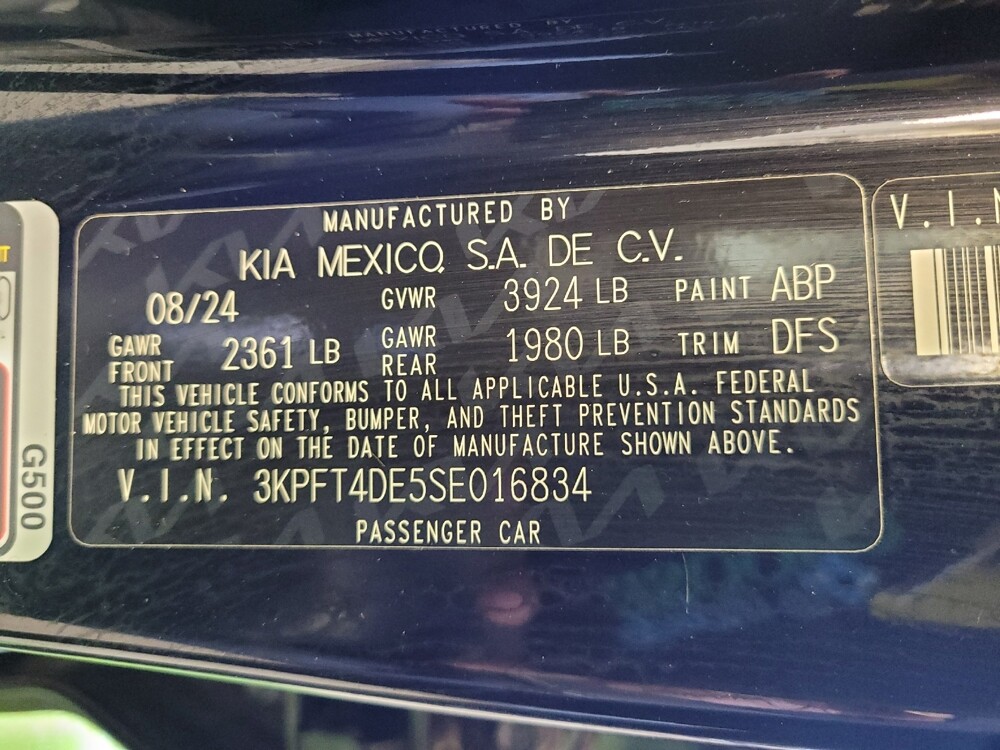 MANUFACTURED BY
KIA MEXICO, S.A. DE C.V.
08/24 GVWR 3924 LB PAINT ABP
GAWR FRONT 2361 LB GAWR REAR 1980 LB TRIM DFS
THIS VEHICLE CONFORMS TO ALL APPLICABLE U.S.A. FEDERAL
MOTOR VEHICLE SAFETY, BUMPER, AND THEFT PREVENTION STANDARDS
IN EFFECT ON THE DATE OF MANUFACTURE SHOWN ABOVE.
V.I.N. 3KPFT4DE5SE016834
PASSENGER CAR
V.I.N
G500